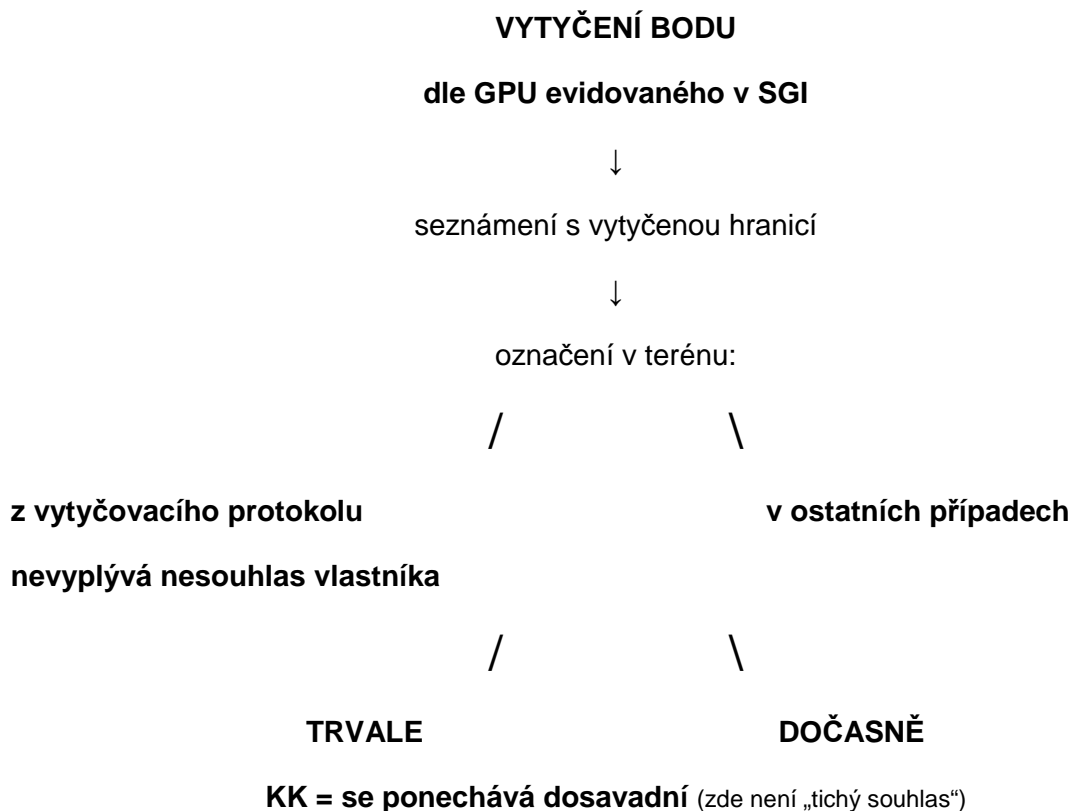 VYTYČENÍ BODU
dle GPU evidovaného v SGI
↓
seznámení s vytyčenou hranicí
↓
označení v terénu:
/ \
z vytyčovacího protokolu v ostatních případech
nevyplývá nesouhlas vlastníka
/ \
TRVALE DOČASNĚ
KK = se ponechává dosavadní (zde není „tichý souhlas“)